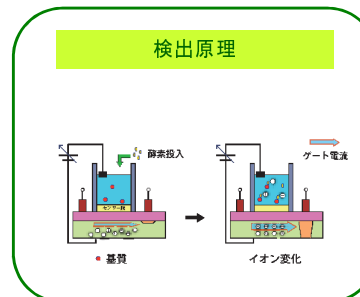 検出原理
酵素投入
ゲート電流
センサー膜
基質
イオン変化